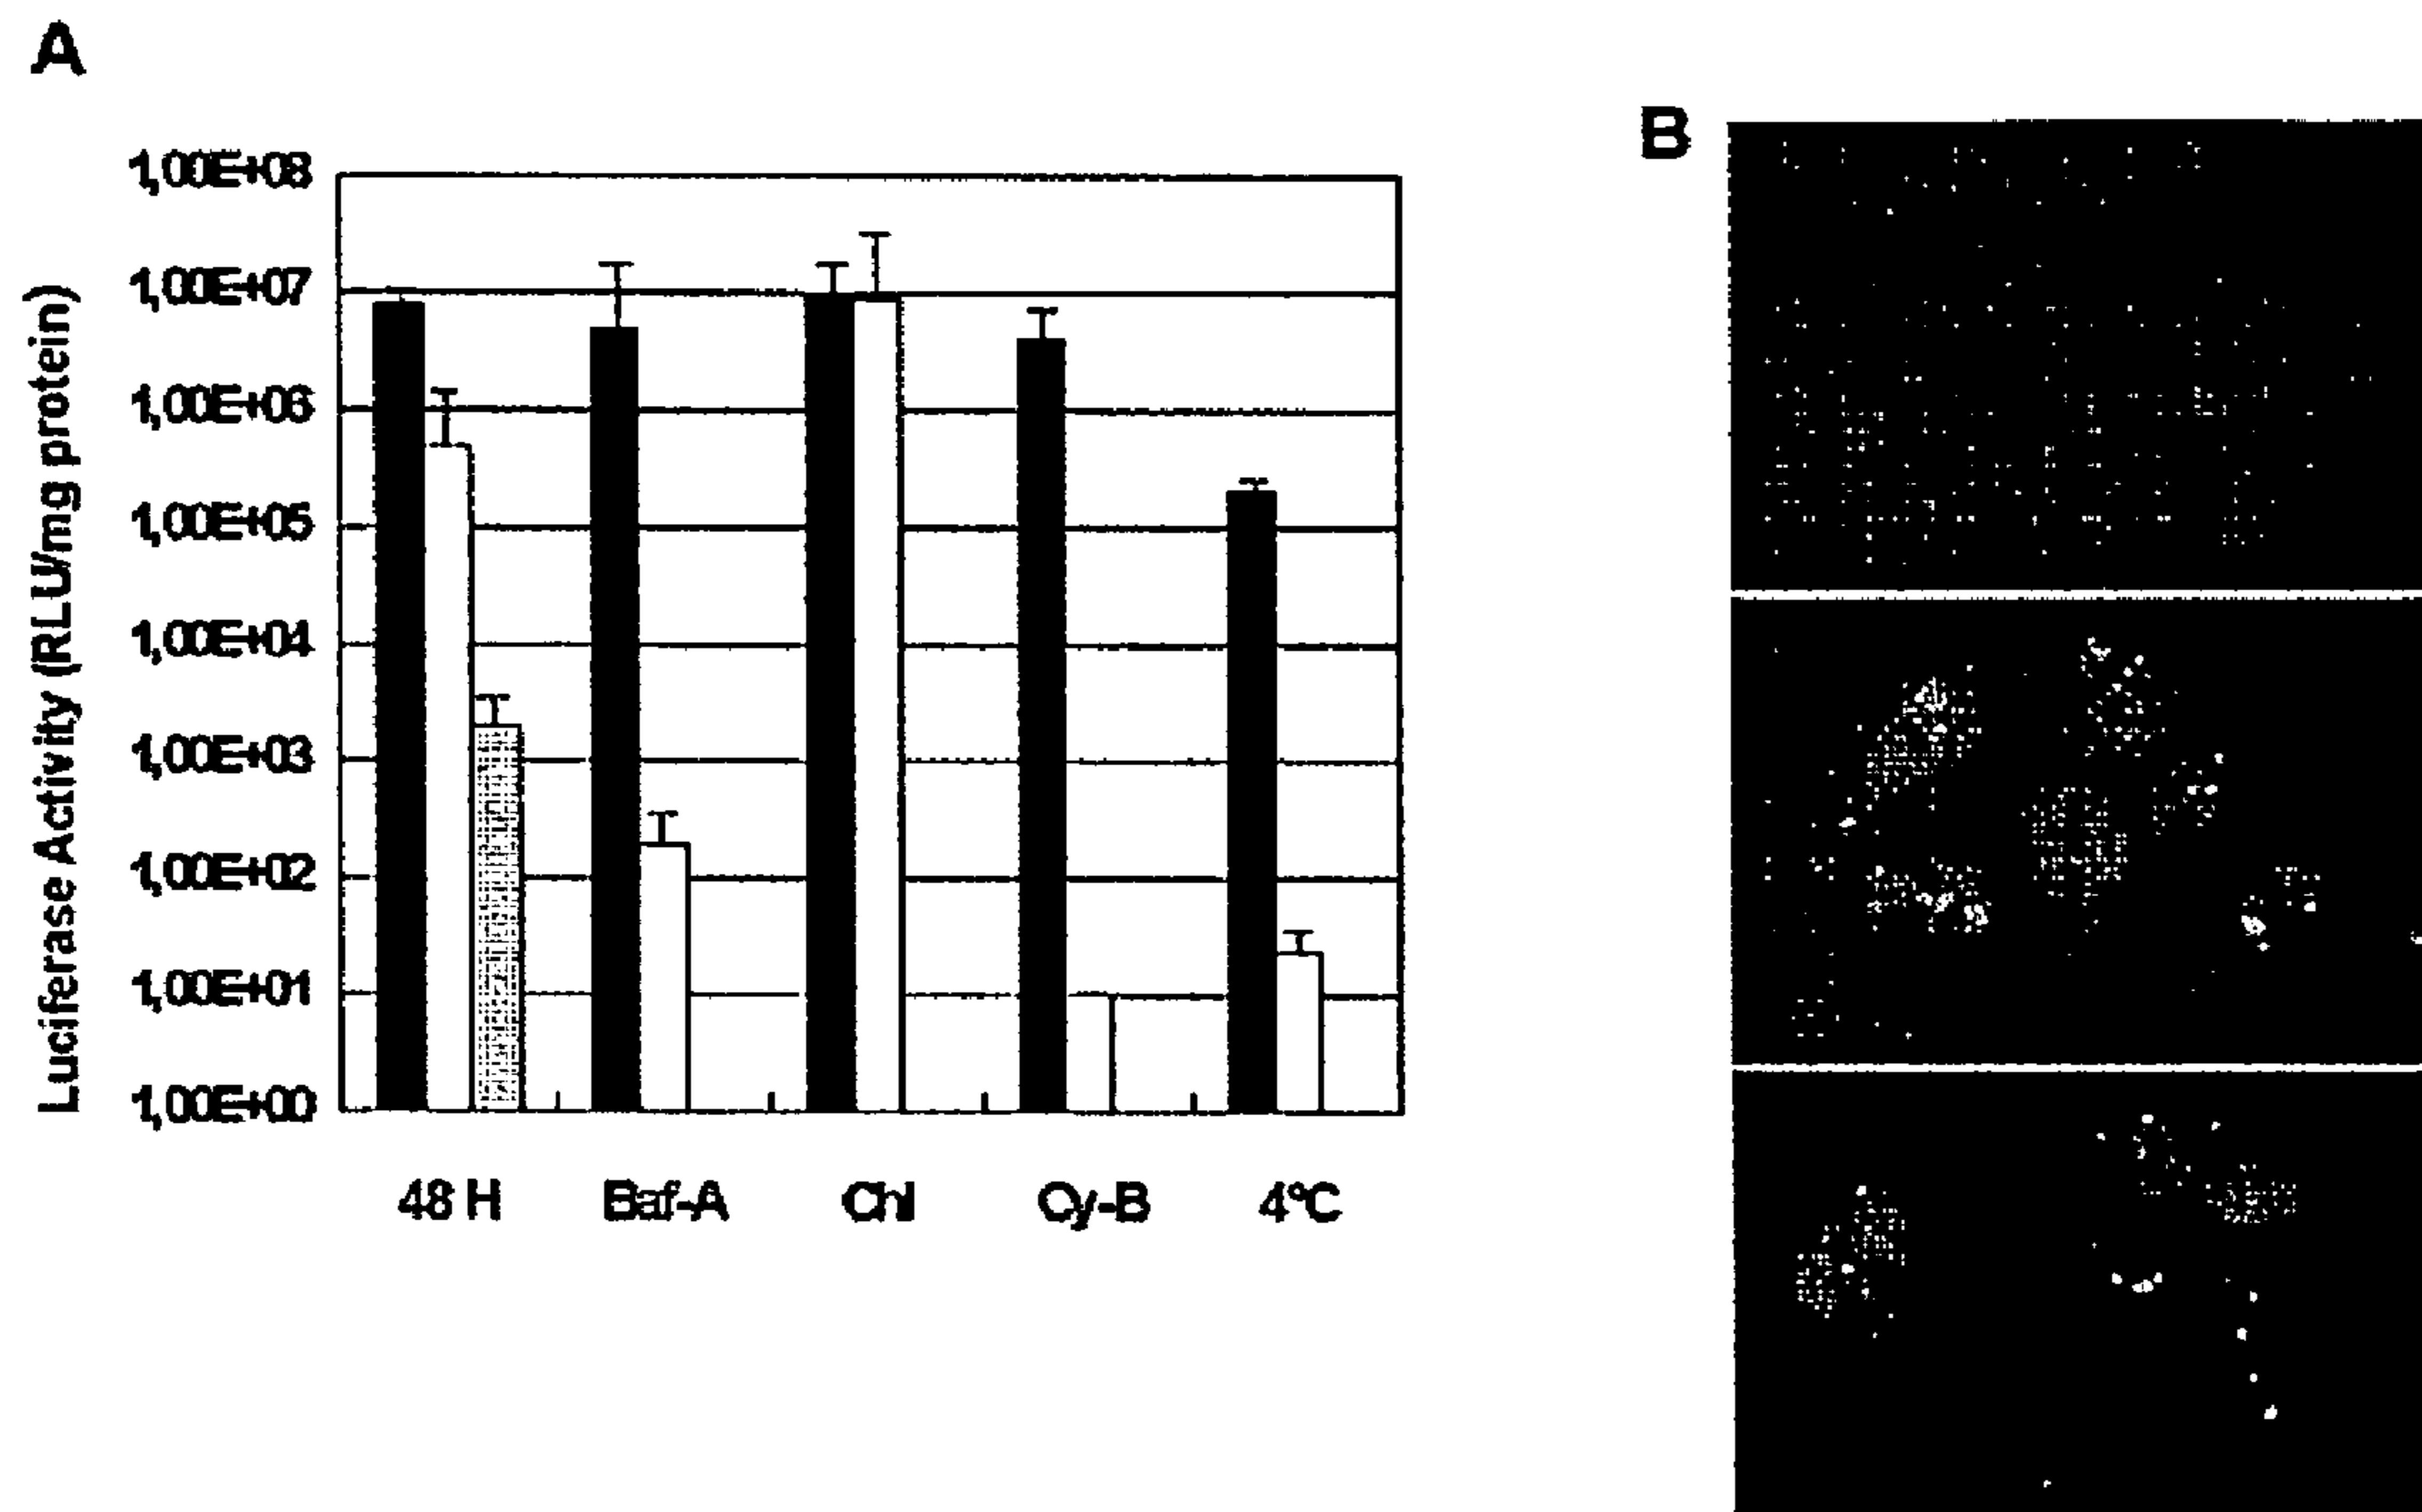 A
B
1,00E+08
1,00E+07
1,00E+06
1,00E+05
1,00E+04
1,00E+03
1,00E+02
1,00E+01
1,00E+00
Luciferase Activity (RLU/mg protein)
48 H Baf-A Chl Cy-B 4°C